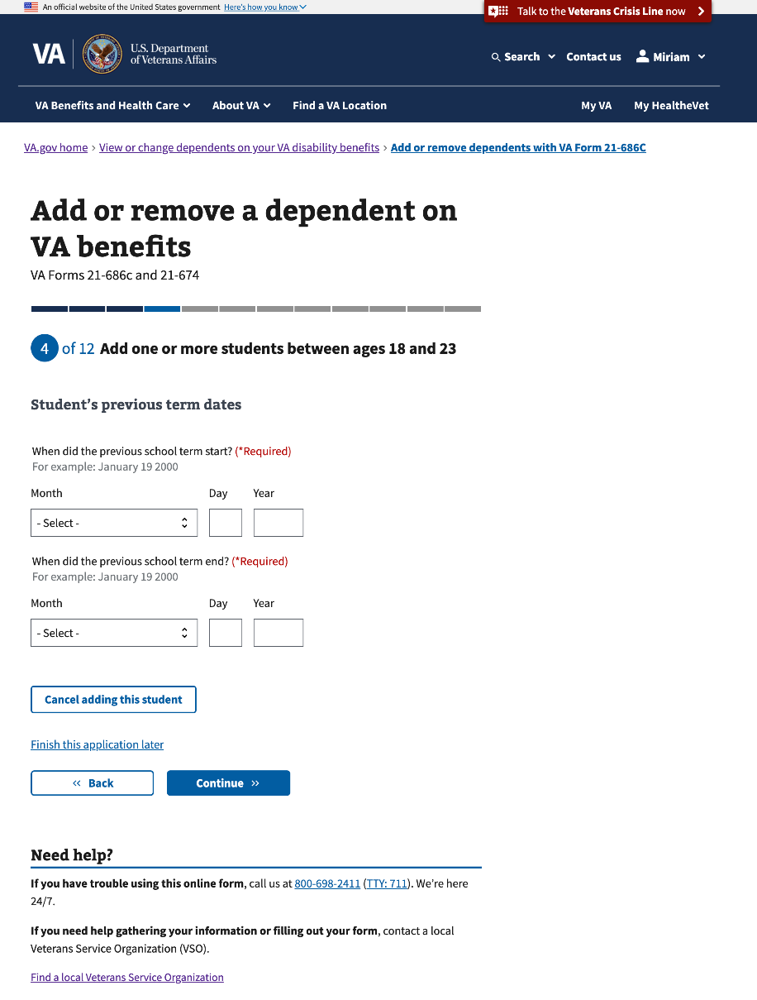 An official website of the United States government Here's how you know
Talk to the Veterans Crisis Line now
VA U.S. Department
of Veterans Affairs
Search Contact us Miriam
VA Benefits and Health Care About VA Find a VA Location My VA My HealtheVet
VA.gov home › View or change dependents on your VA disability benefits › Add or remove dependents with VA Form 21-686C
Add or remove a dependent on
VA benefits
VA Forms 21-686c and 21-674
4 of 12 Add one or more students between ages 18 and 23
Student's previous term dates
When did the previous school term start? (*Required)
For example: January 19 2000
Month Day Year
- Select -
When did the previous school term end? (*Required)
For example: January 19 2000
Month Day Year
- Select -
Cancel adding this student
Finish this application later
« Back Continue »
Need help?
If you have trouble using this online form, call us at 800-698-2411 (TTY: 711). We're here
24/7.
If you need help gathering your information or filling out your form, contact a local
Veterans Service Organization (VSO).
Find a local Veterans Service Organization